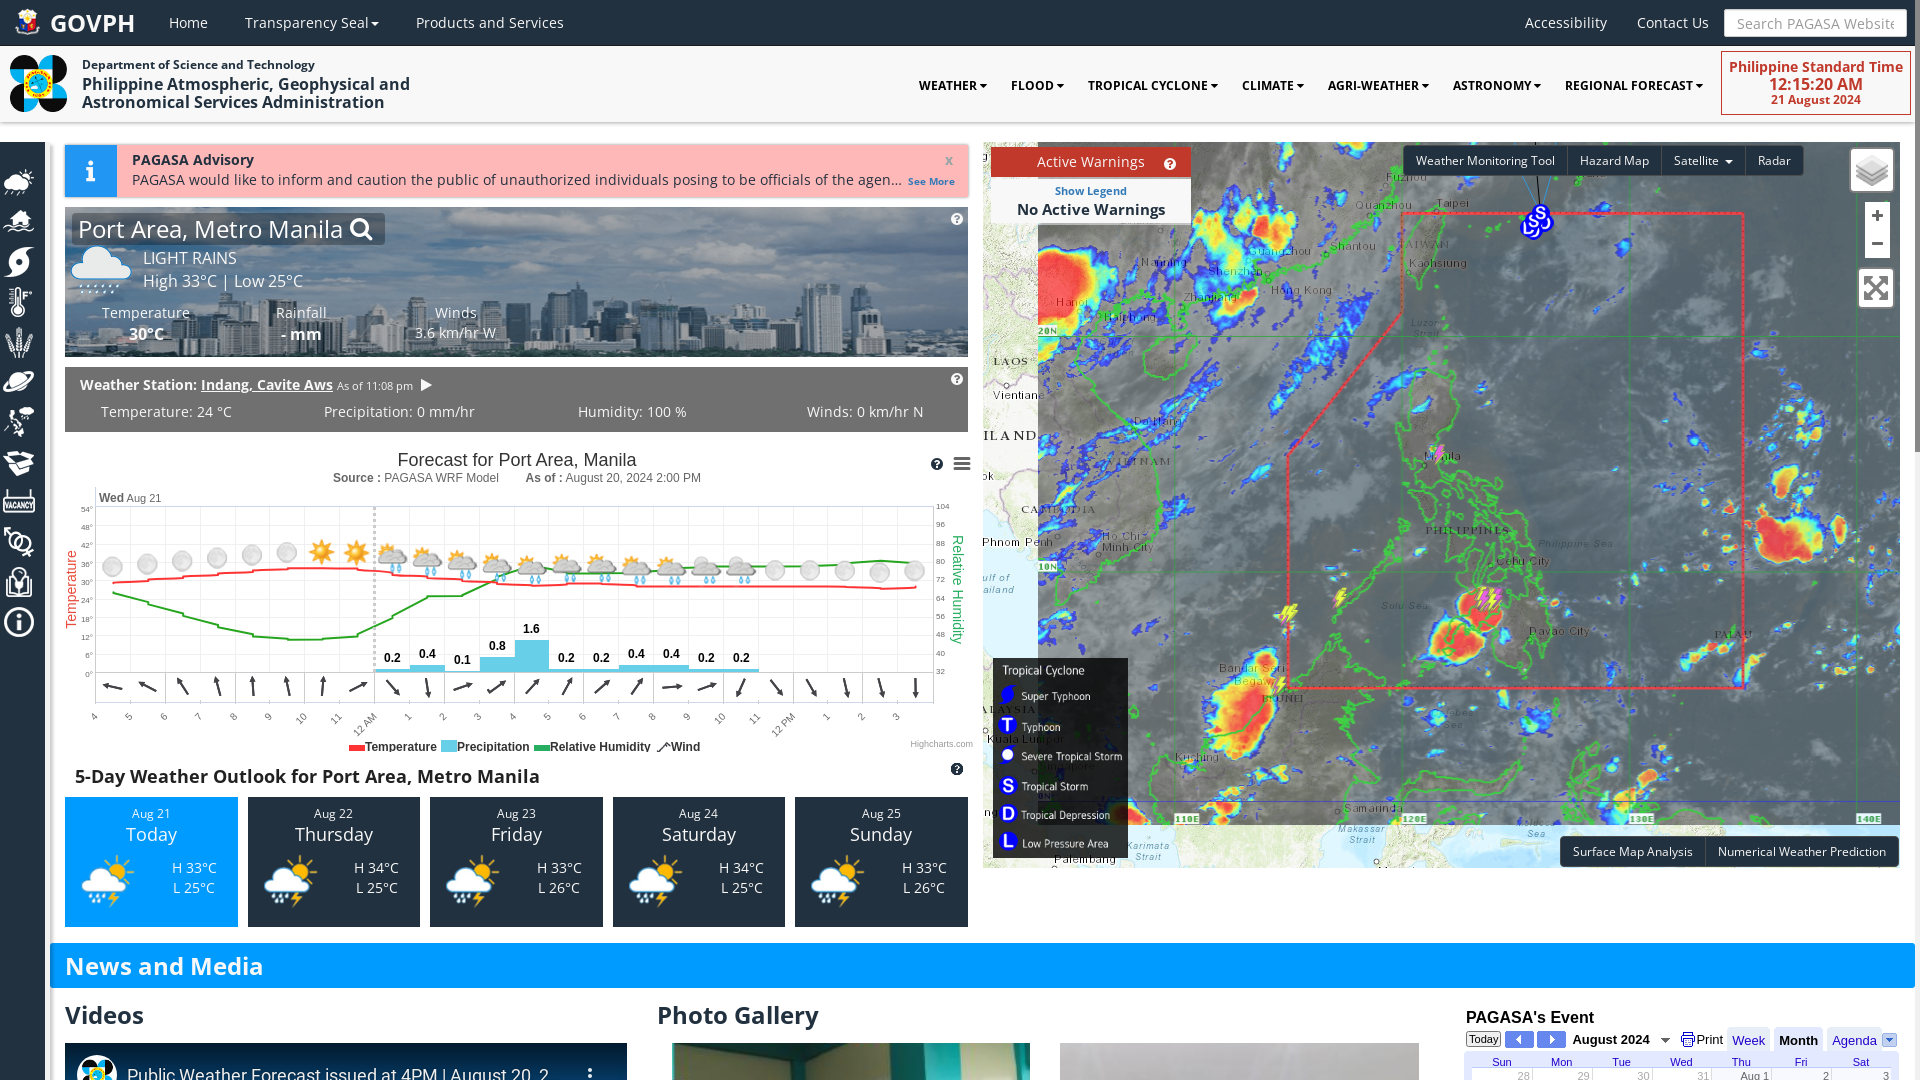 GOVPH
Home
Transparency Seal
Products and Services
Accessibility
Contact Us
Search PAGASA Website
Department of Science and Technology
Philippine Atmospheric, Geophysical and
Astronomical Services Administration
WEATHER
FLOOD
TROPICAL CYCLONE
CLIMATE
AGRI-WEATHER
ASTRONOMY
REGIONAL FORECAST
Philippine Standard Time
12:15:20 AM
21 August 2024
PAGASA Advisory
x
PAGASA would like to inform and caution the public of unauthorized individuals posing to be officials of the agen... See More
Port Area, Metro Manila
LIGHT RAINS
High 33°C | Low 25°C
Temperature
30°C
Rainfall
- mm
Winds
3.6 km/hr W
Weather Station: Indang, Cavite Aws As of 11:08 pm
Temperature: 24 °C
Precipitation: 0 mm/hr
Humidity: 100 %
Winds: 0 km/hr N
Forecast for Port Area, Manila
Source : PAGASA WRF Model As of : August 20, 2024 2:00 PM
Wed Aug 21
54° 48° 42° 36° 30° 24° 18° 12° 6° 0°
Temperature
104 96 88 80 72 64 56 48 40 32
Relative Humidity
0.2 0.4 0.1 0.8 1.6 0.2 0.2 0.4 0.4 0.2 0.2
4 5 6 7 8 9 10 11 12 AM 1 2 3 4 5 6 7 8 9 10 11 12 PM 1 2 3
Temperature Precipitation Relative Humidity Wind
Highcharts.com
5-Day Weather Outlook for Port Area, Metro Manila
Aug 21
Today
H 33°C
L 25°C
Aug 22
Thursday
H 34°C
L 25°C
Aug 23
Friday
H 33°C
L 26°C
Aug 24
Saturday
H 34°C
L 25°C
Aug 25
Sunday
H 33°C
L 26°C
VACANCY
Active Warnings
Show Legend
No Active Warnings
Weather Monitoring Tool
Hazard Map
Satellite
Radar
+
−
Fuzhou
Taipei
Quanzhou
Shantou
TAIWAN
Kaohsiung
Guangzhou
Nanning
Shenzhen
Hong Kong
Zhanjiang
Hanoi
Haiphong
20N
Luzon
Strait
LAOS
Vientiane
Da Nang
ILAND
VIETNAM
Manila
CAMBODIA
Phnom Penh
Ho Chi
Minh City
PHILIPPINES
Philippine Sea
Cebu City
10N
Sulu Sea
Davao City
PALAU
Bandar Seri
Begawan
BRUNEI
Kuching
Samarinda
110E
120E
130E
140E
Makassar
Strait
Karimata
Strait
Palembang
Tropical Cyclone
Super Typhoon
T Typhoon
Severe Tropical Storm
S Tropical Storm
D Tropical Depression
L Low Pressure Area
Surface Map Analysis
Numerical Weather Prediction
News and Media
Videos
Public Weather Forecast issued at 4PM | August 20, 2
Photo Gallery
PAGASA's Event
Today
August 2024
Print
Week
Month
Agenda
Sun Mon Tue Wed Thu Fri Sat
28 29 30 31 Aug 1 2 3